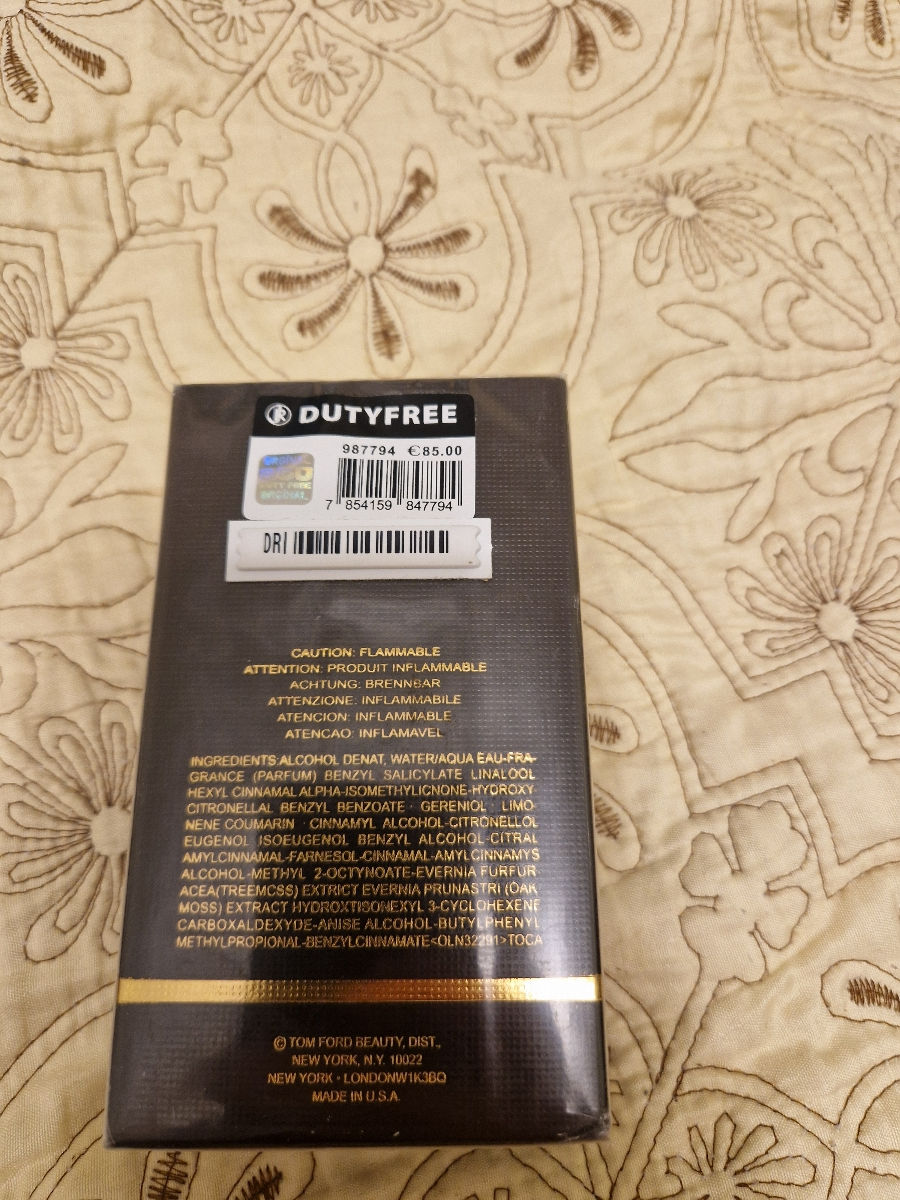 ® DUTYFREE
987794 €85.00
ORIGINAL
DUTY FREE
ORIGINAL
7 854159 847794
DRI
CAUTION: FLAMMABLE
ATTENTION: PRODUIT INFLAMMABLE
ACHTUNG: BRENNBAR
ATTENZIONE: INFLAMMABILE
ATENCION: INFLAMMABLE
ATENCAO: INFLAMAVEL
INGREDIENTS:ALCOHOL DENAT, WATER/AQUA EAU-FRA-
GRANCE (PARFUM) BENZYL SALICYLATE LINALOOL
HEXYL CINNAMAL ALPHA-ISOMETHYLICNONE-HYDROXY-
CITRONELLAL BENZYL BENZOATE · GERENIOL · LIMO-
NENE COUMARIN · CINNAMYL ALCOHOL-CITRONELLOL
EUGENOL ISOEUGENOL BENZYL ALCOHOL-CITRAL
AMYLCINNAMAL-FARNESOL-CINNAMAL-AMYLCINNAMYS
ALCOHOL-METHYL 2-OCTYNOATE-EVERNIA FURFUR-
ACEA(TREEMCSS) EXTRICT EVERNIA PRUNASTRI (OAK
MOSS) EXTRACT HYDROXTISONEXYL 3-CYCLOHEXENE
CARBOXALDEXYDE-ANISE ALCOHOL-BUTYLPHENYL
METHYLPROPIONAL-BENZYLCINNAMATE<OLN32291>TOCA
© TOM FORD BEAUTY, DIST.,
NEW YORK, N.Y. 10022
NEW YORK · LONDONW1K3BQ
MADE IN U.S.A.